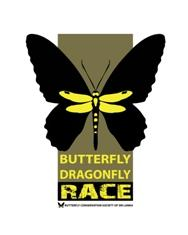 BUTTERFLY
DRAGONFLY
RACE
BUTTERFLY CONSERVATION SOCIETY OF SRI LANKA